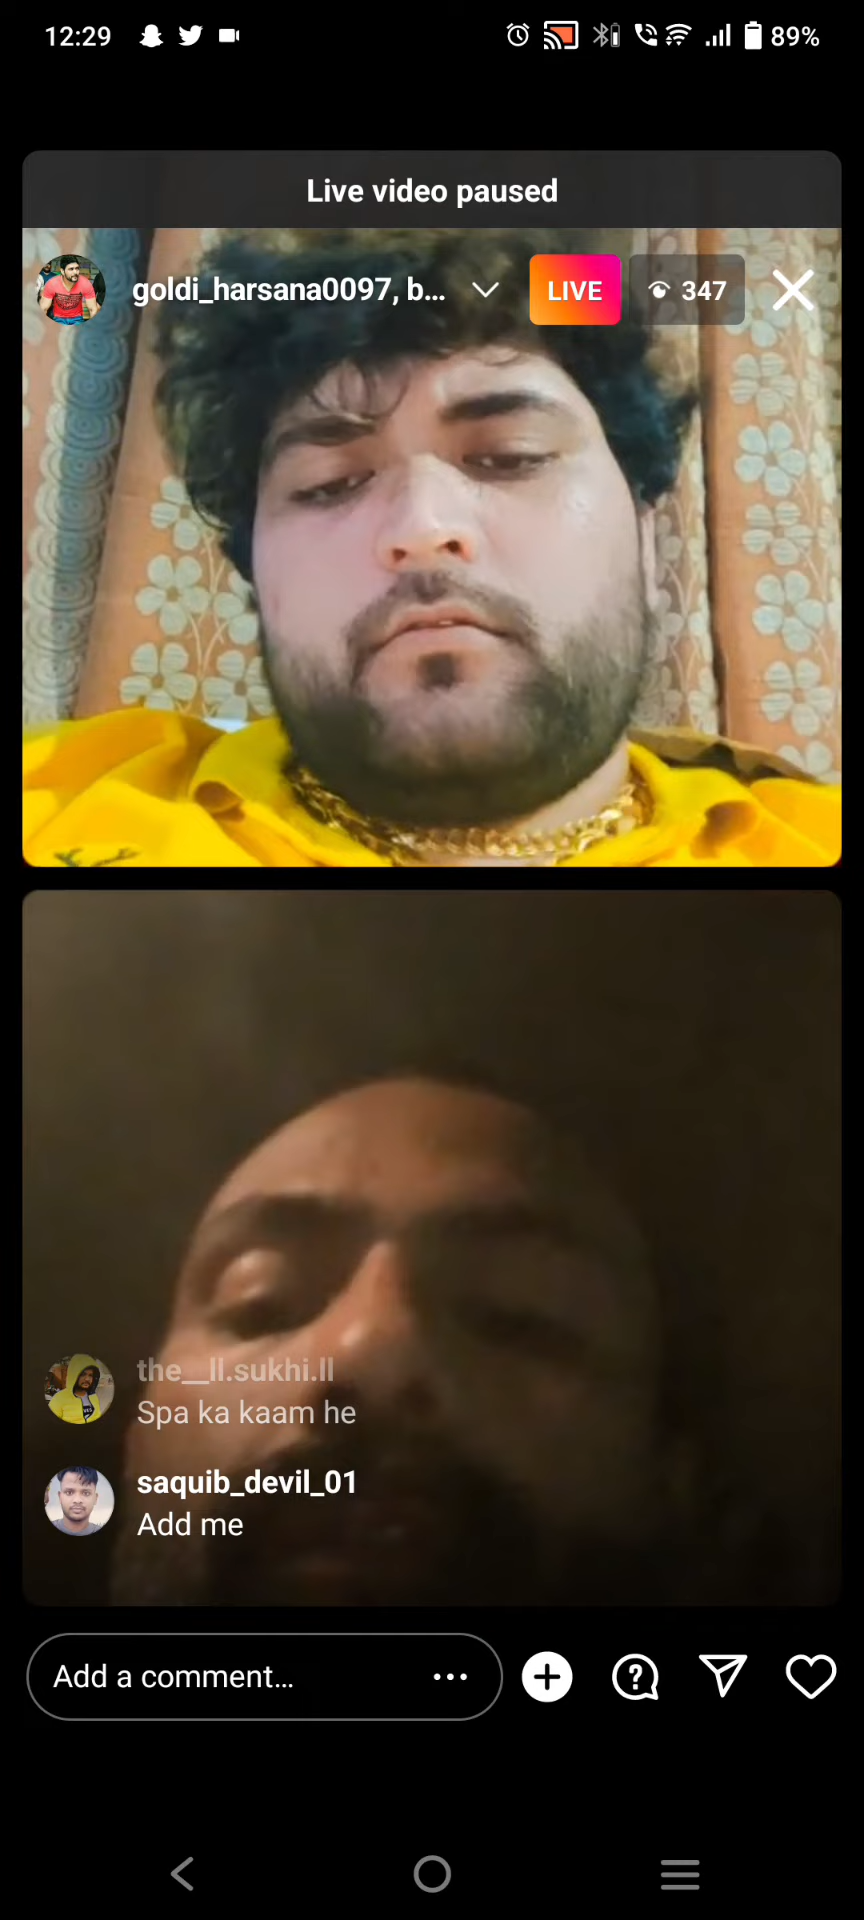 12:29
89%
Live video paused
goldi_harsana0097, b...
LIVE
347
the__ll.sukhi.ll
Spa ka kaam he
saquib_devil_01
Add me
Add a comment...